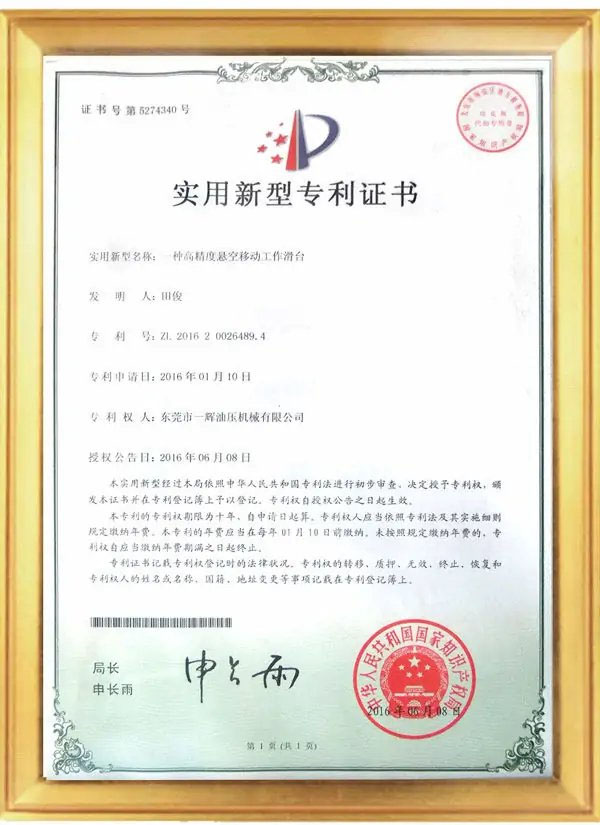 证书号第5274340号
实用新型专利证书
实用新型名称：一种高精度悬空移动工作滑台
发明人：田俊
专利号：ZL 2016 2 0026489.4
专利申请日：2016年01月10日
专利权人：东莞市一辉油压机械有限公司
授权公告日：2016年06月08日
本实用新型经过本局依照中华人民共和国专利法进行初步审查，决定授予专利权，颁
发本证书并在专利登记簿上予以登记。专利权自授权公告之日起生效。
本专利的专利权期限为十年，自申请日起算。专利权人应当依照专利法及其实施细则
规定缴纳年费。本专利的年费应当在每年01月10日前缴纳。未按照规定缴纳年费的，专
利权自应当缴纳年费期满之日起终止。
专利证书记载专利权登记时的法律状况。专利权的转移、质押、无效、终止、恢复和
专利权人的姓名或名称、国籍、地址变更等事项记载在专利登记簿上。
局长
申长雨
申长雨
中华人民共和国国家知识产权局
2016年06月08日
第1页(共1页)